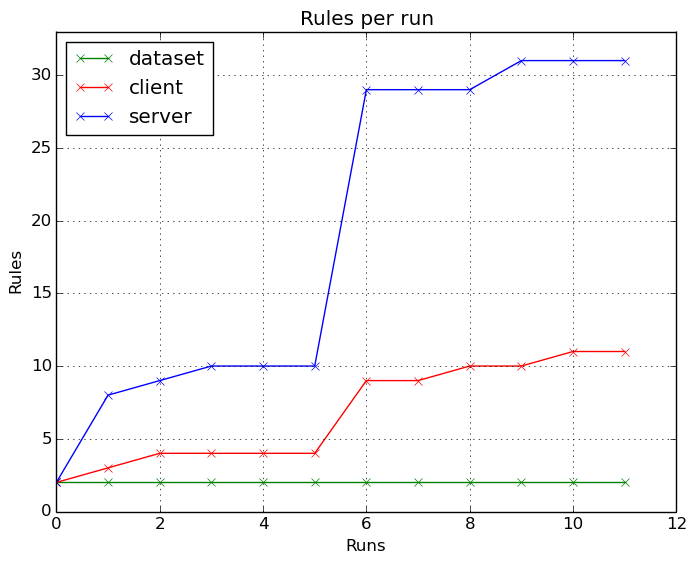 Rules per run
dataset
client
server
30
25
20
15
10
5
0
Rules
0 2 4 6 8 10 12
Runs